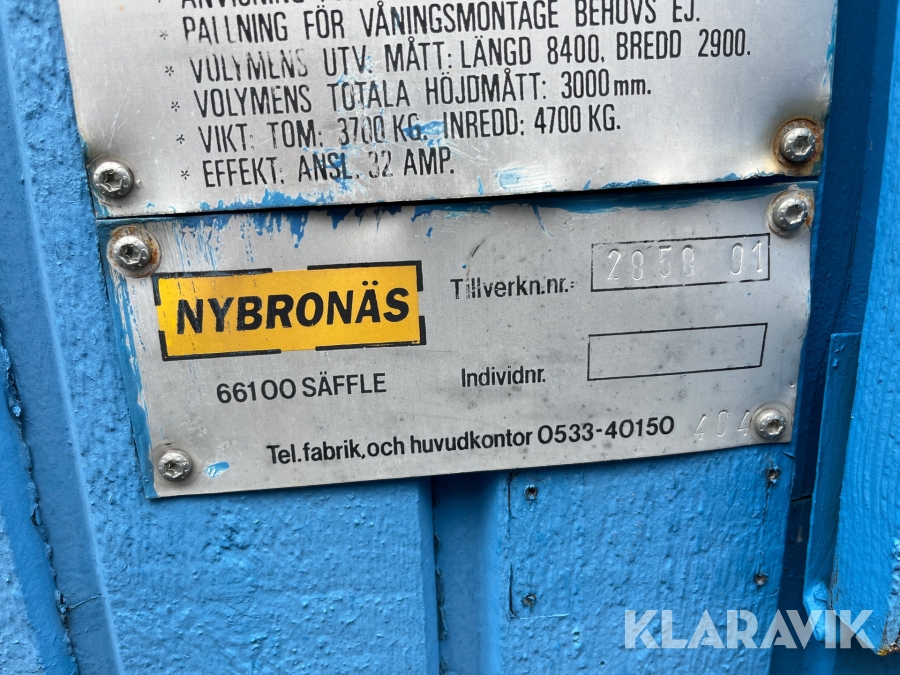 PALLNING FÖR VÅNINGSMONTAGE BEHÖVS EJ.
* VOLYMENS UTV. MÅTT: LÄNGD 8400, BREDD 2900.
* VOLYMENS TOTALA HÖJDMÅTT: 3000 mm.
* VIKT: TOM: 3700 KG. INREDD: 4700 KG.
* EFFEKT: ANSL. 32 AMP.
NYBRONÄS
Tillverkn.nr.:
66100 SÄFFLE
Individnr.
Tel. fabrik, och huvudkontor 0533-40150
404
KLARAVIK